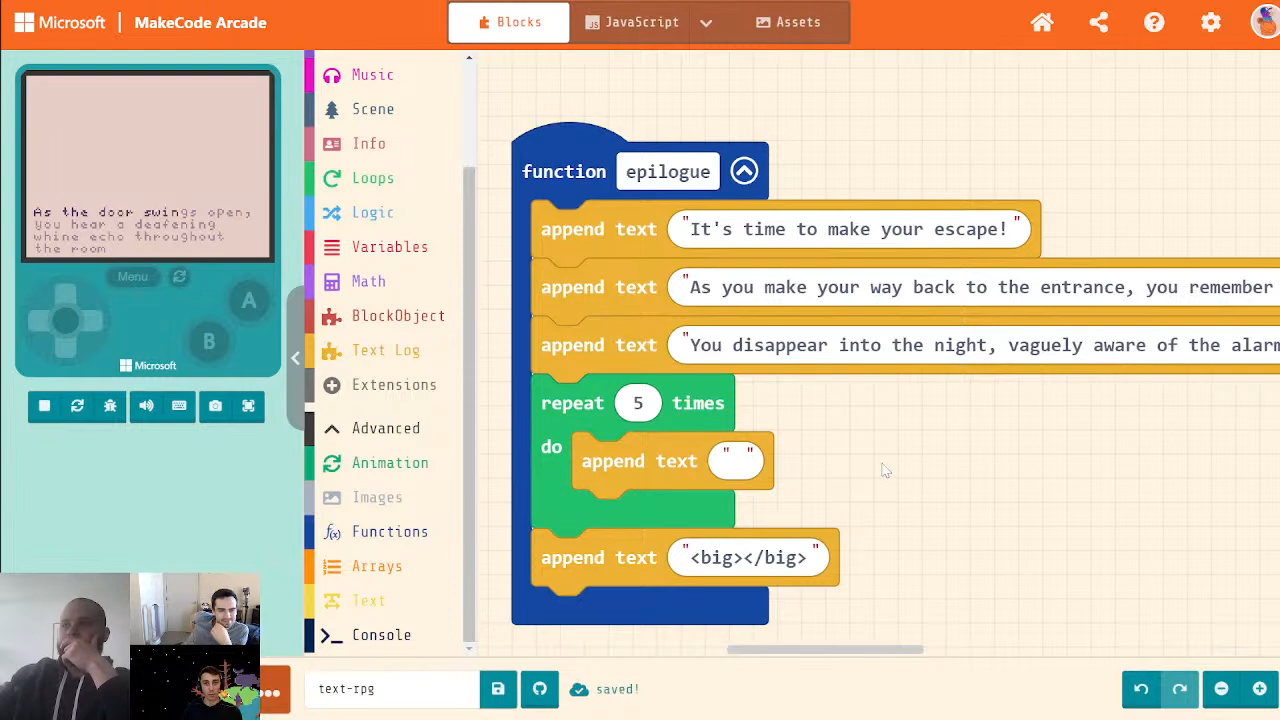 Microsoft | MakeCode Arcade
Blocks
JavaScript
Assets
As the door swings open,
you hear a deafening
whine echo throughout
the room
Menu
A
B
Microsoft
Music
Scene
Info
Loops
Logic
Variables
Math
BlockObject
Text Log
Extensions
Advanced
Animation
Images
Functions
Arrays
Text
Console
function epilogue
append text "It's time to make your escape!"
append text "As you make your way back to the entrance, you remember
append text "You disappear into the night, vaguely aware of the alarm
repeat 5 times
do append text " "
append text "<big></big>"
text-rpg
saved!